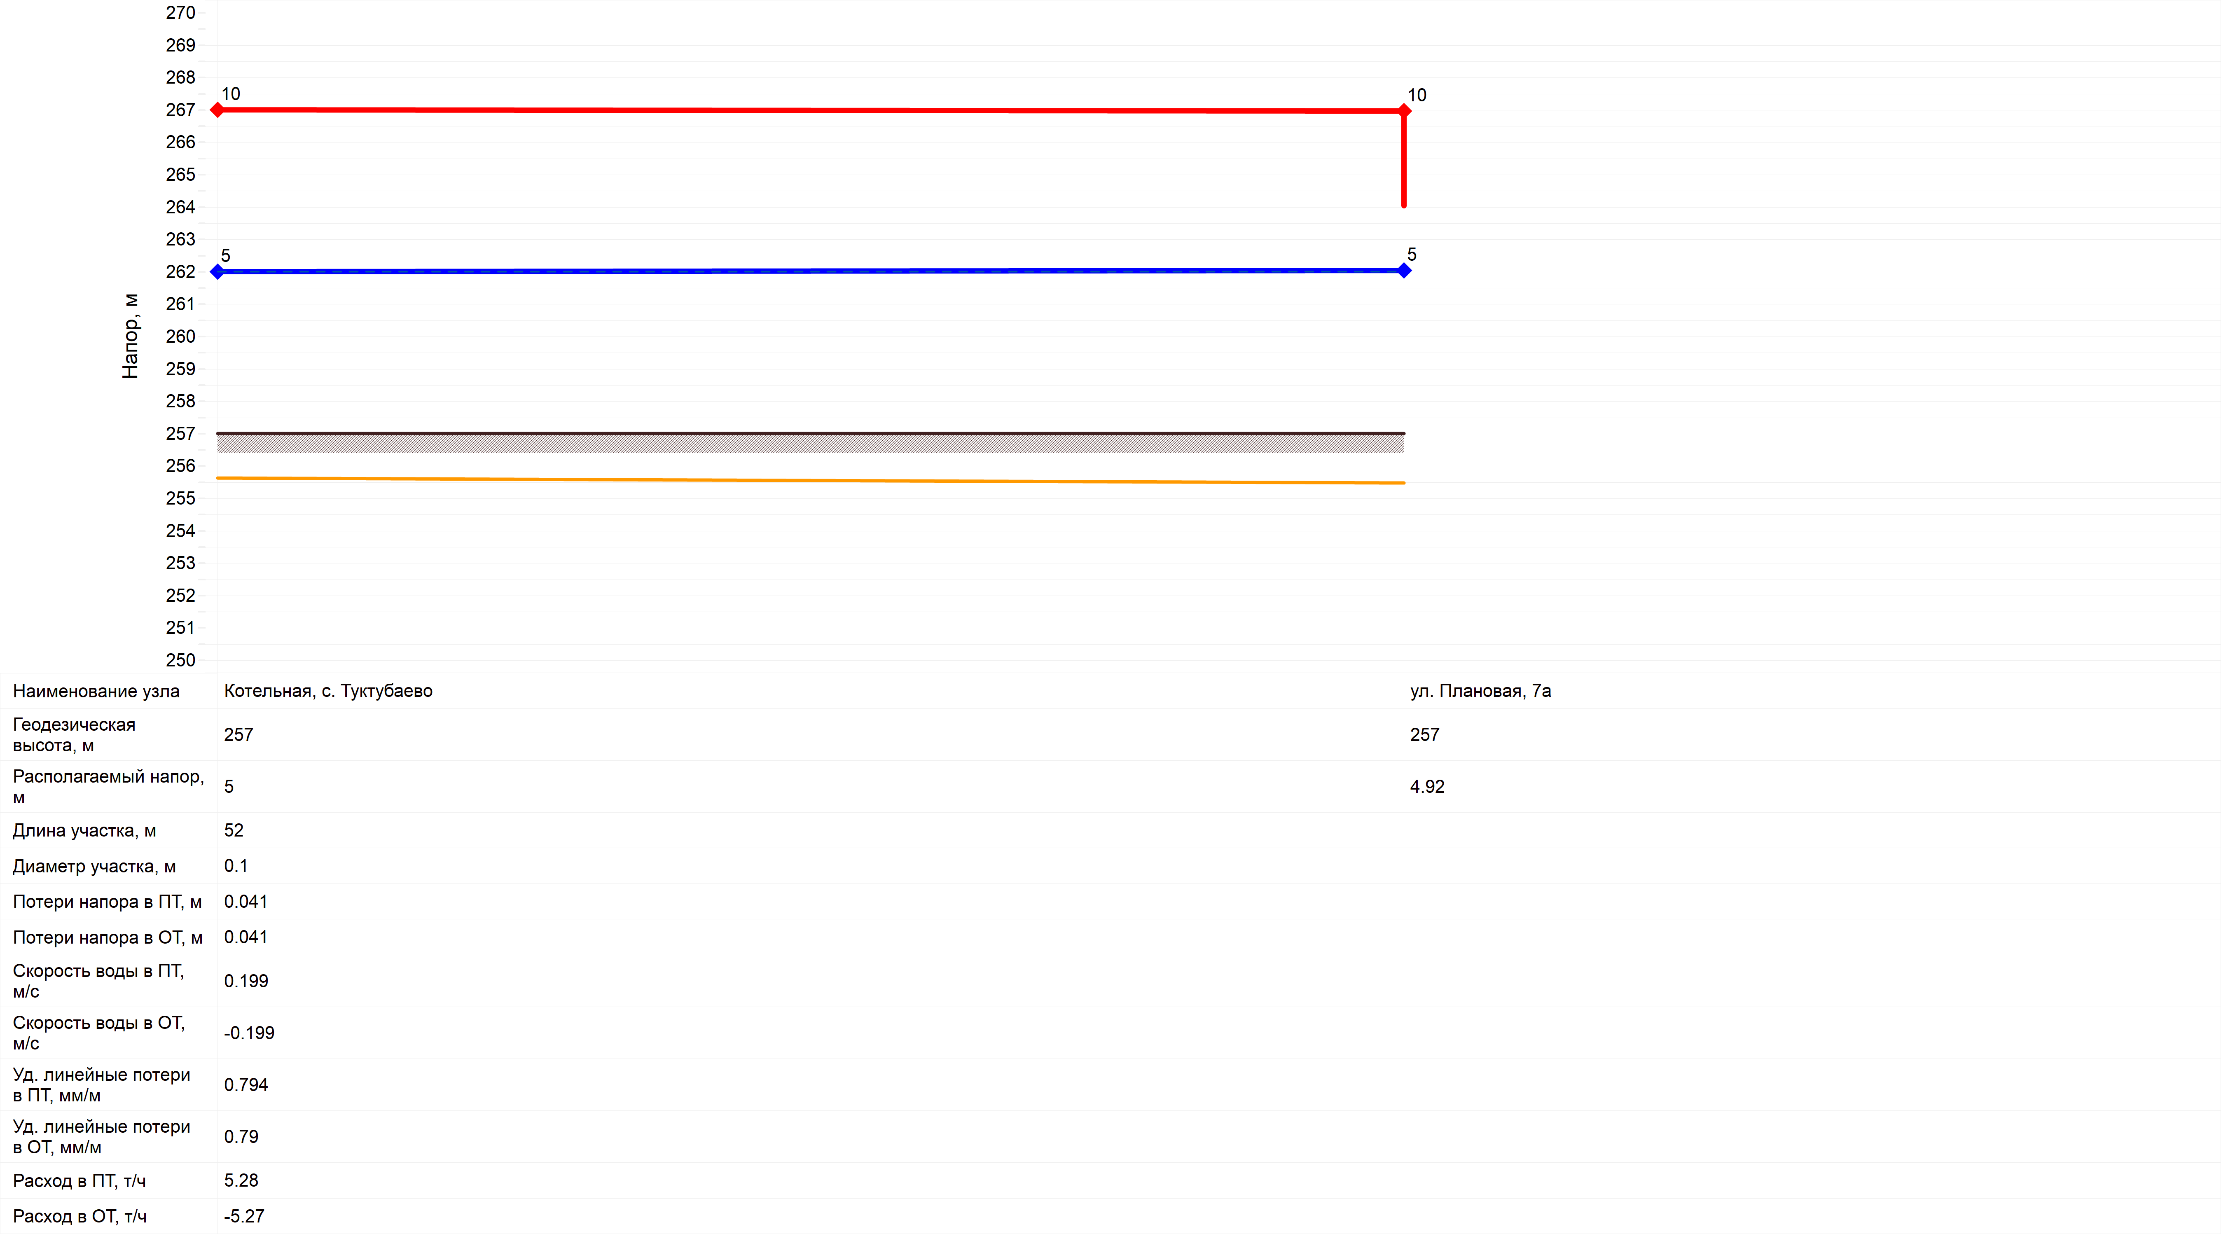 270
269
268
267
266
265
264
263
262
261
260
259
258
257
256
255
254
253
252
251
250
Напор, м
10
10
5
5
Наименование узла
Котельная, с. Туктубаево
ул. Плановая, 7а
Геодезическая
высота, м
257
257
Располагаемый напор,
м
5
4.92
Длина участка, м
52
Диаметр участка, м
0.1
Потери напора в ПТ, м
0.041
Потери напора в ОТ, м
0.041
Скорость воды в ПТ,
м/с
0.199
Скорость воды в ОТ,
м/с
-0.199
Уд. линейные потери
в ПТ, мм/м
0.794
Уд. линейные потери
в ОТ, мм/м
0.79
Расход в ПТ, т/ч
5.28
Расход в ОТ, т/ч
-5.27